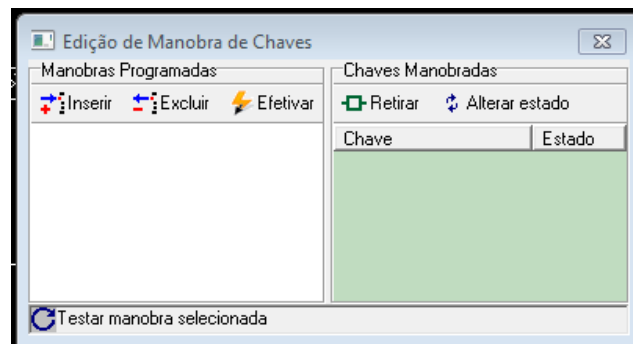 Edição de Manobra de Chaves
Manobras Programadas
Inserir Excluir Efetivar
Chaves Manobradas
Retirar Alterar estado
Chave Estado
Testar manobra selecionada